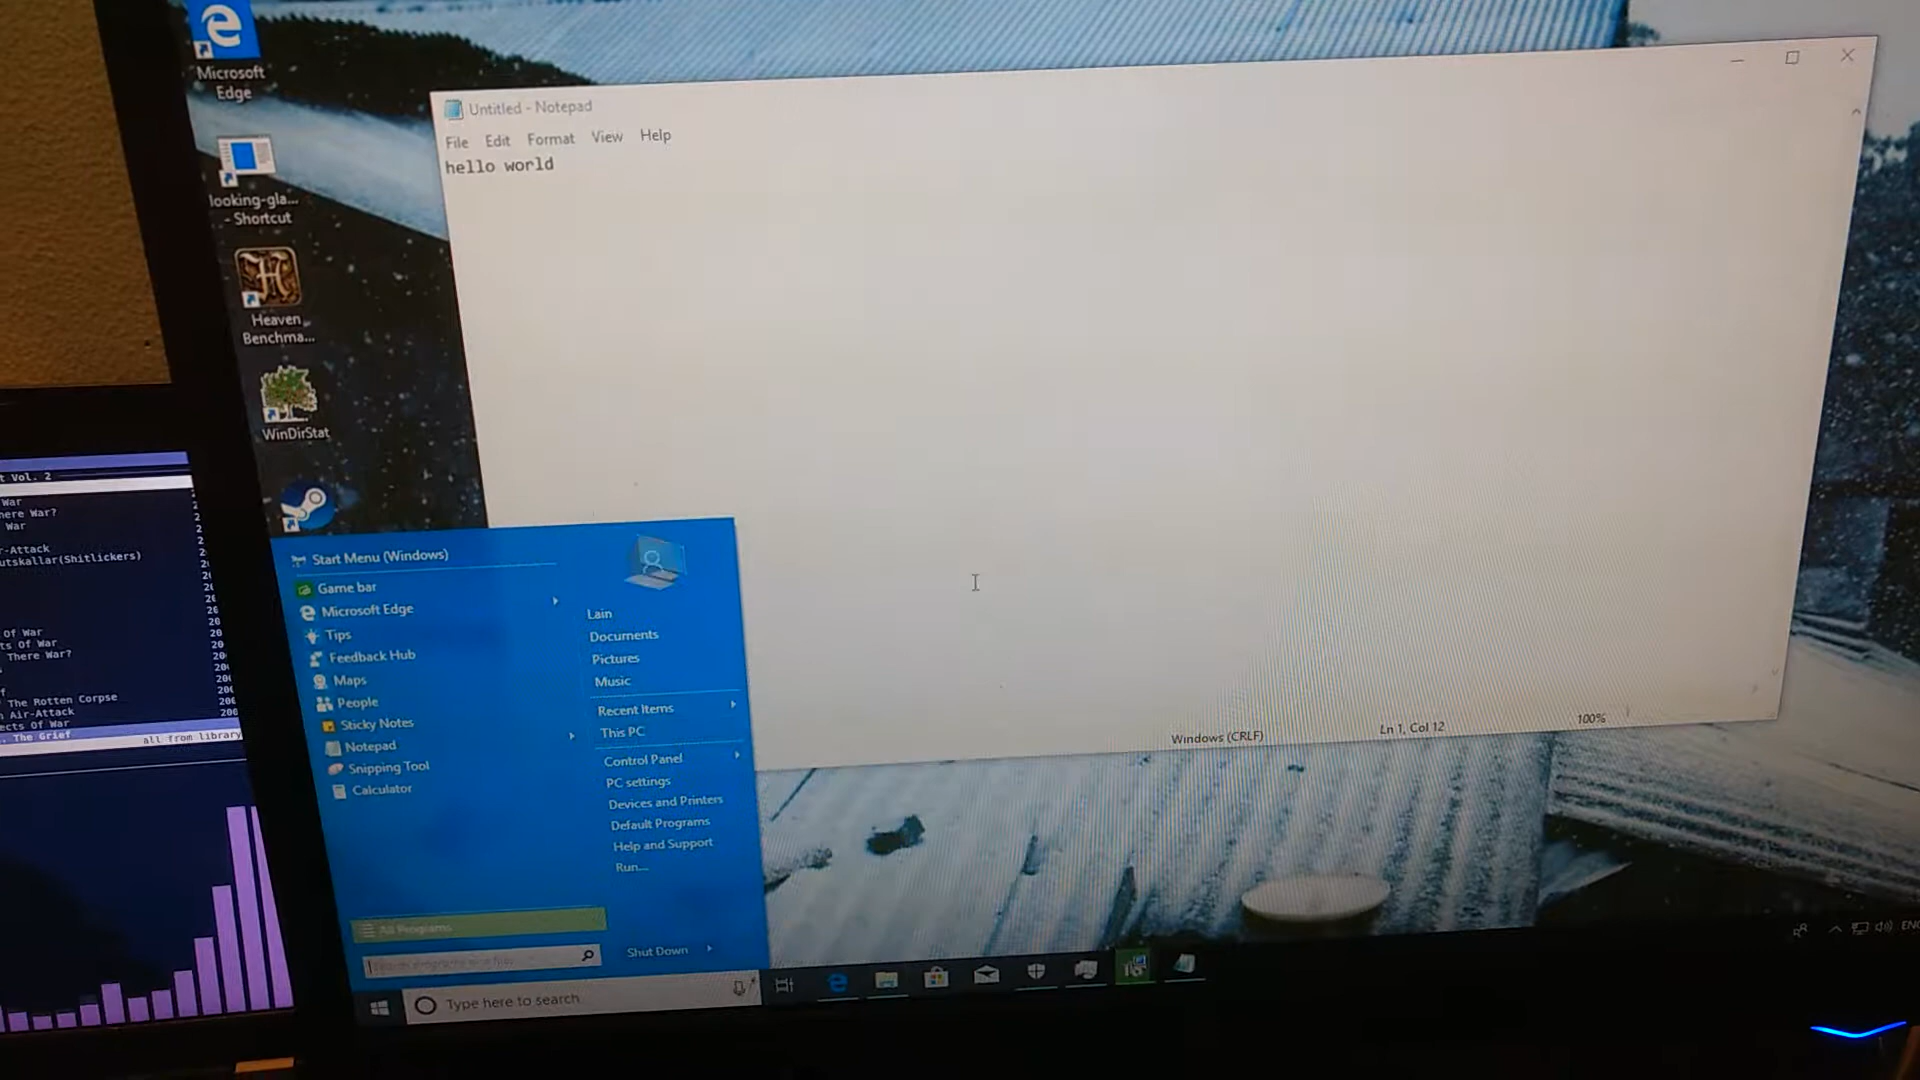 Microsoft
Edge
looking-gla...
- Shortcut
Heaven
Benchma...
WinDirStat
Untitled - Notepad
File Edit Format View Help
hello world
Windows (CRLF) Ln 1, Col 12 100%
Start Menu (Windows)
Game bar
Microsoft Edge
Tips
Feedback Hub
Maps
People
Sticky Notes
Notepad
Snipping Tool
Calculator
All Programs
Lain
Documents
Pictures
Music
Recent Items
This PC
Control Panel
PC settings
Devices and Printers
Default Programs
Help and Support
Run...
Shut Down
Type here to search
ENG
t Vol. 2
War
here War?
War
r-Attack
utskallar(Shitlickers)
Of War
ts Of War
There War?
f
The Rotten Corpse
n Air-Attack
ects Of War
. The Grief
all from library